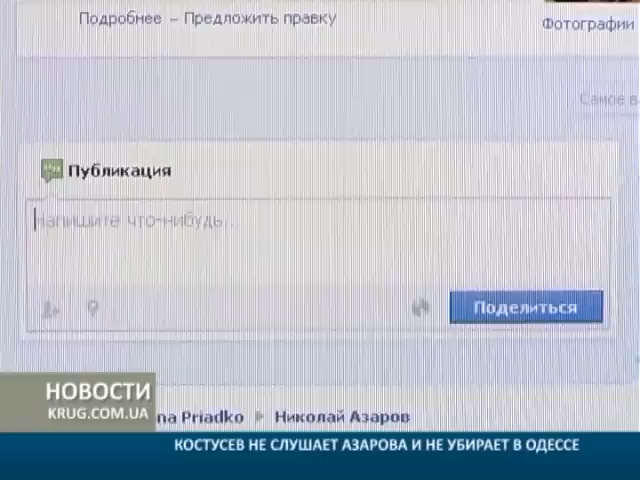 Подробнее – Предложить правку
Фотографии
Самое в
Публикация
Напишите что-нибудь...
Поделиться
НОВОСТИ
KRUG.COM.UA
na Priadko ▶ Николай Азаров
КОСТУСЕВ НЕ СЛУШАЕТ АЗАРОВА И НЕ УБИРАЕТ В ОДЕССЕ